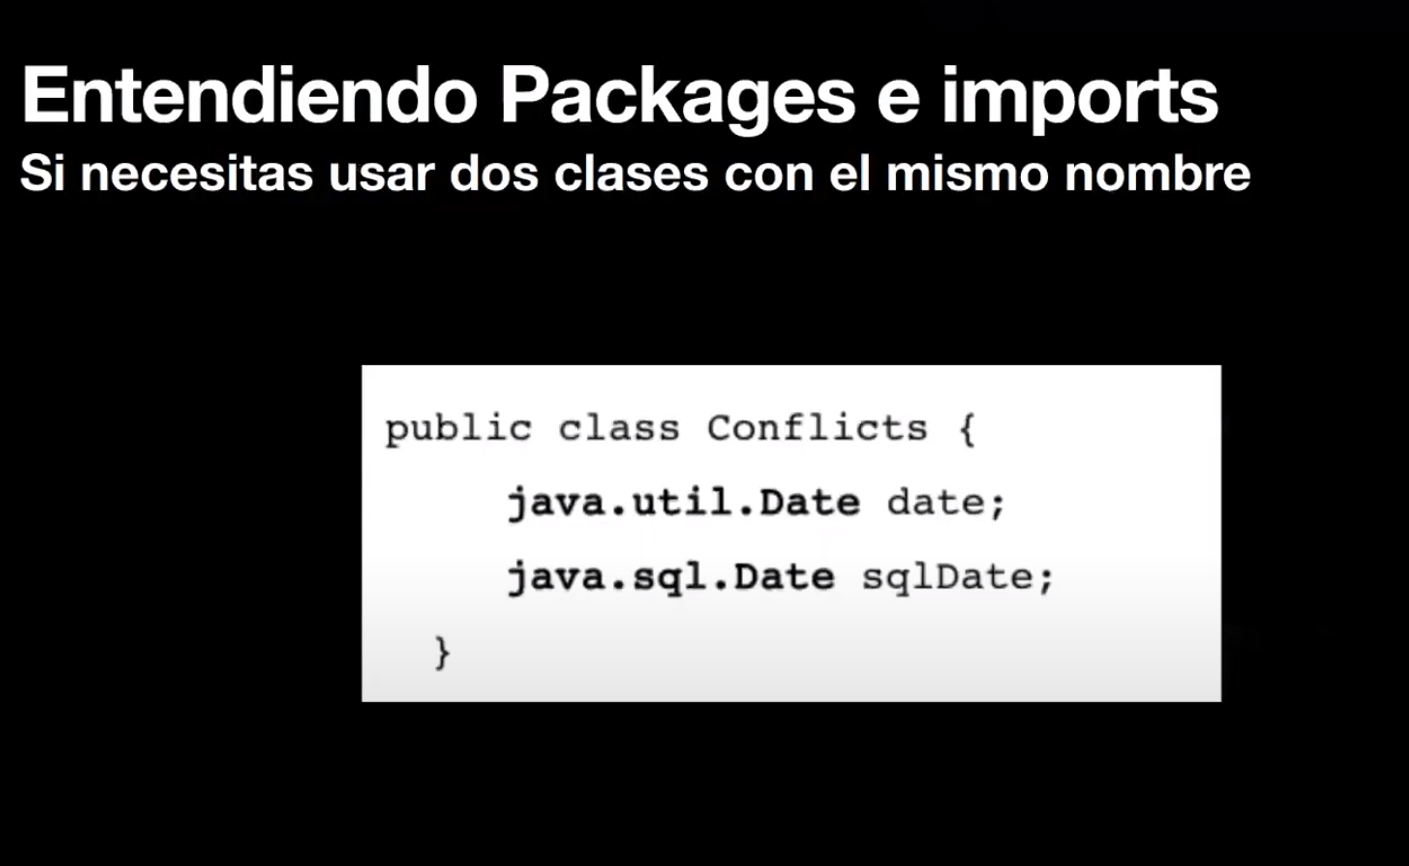 Entendiendo Packages e imports
Si necesitas usar dos clases con el mismo nombre
public class Conflicts {
java.util.Date date;
java.sql.Date sqlDate;
}